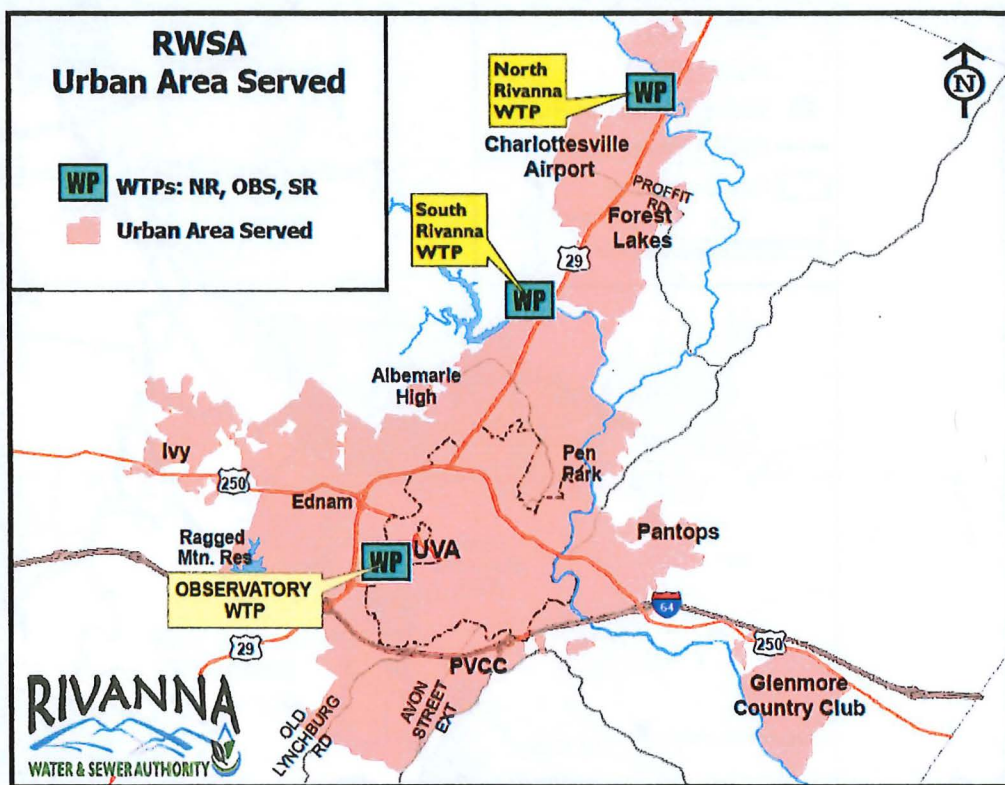 RWSA
Urban Area Served
WP WTPs: NR, OBS, SR
Urban Area Served
North
Rivanna
WTP
WP
N
Charlottesville
Airport
PROFFIT
RD
Forest
Lakes
South
Rivanna
WTP
29
WP
Albemarle
High
Ivy
250
Ednam
Pen
Park
Ragged
Mtn. Res
UVA
WP
Pantops
OBSERVATORY
WTP
64
29
250
PVCC
Glenmore
Country Club
OLD
LYNCHBURG
RD
AVON
STREET
EXT
RIVANNA
WATER & SEWER AUTHORITY